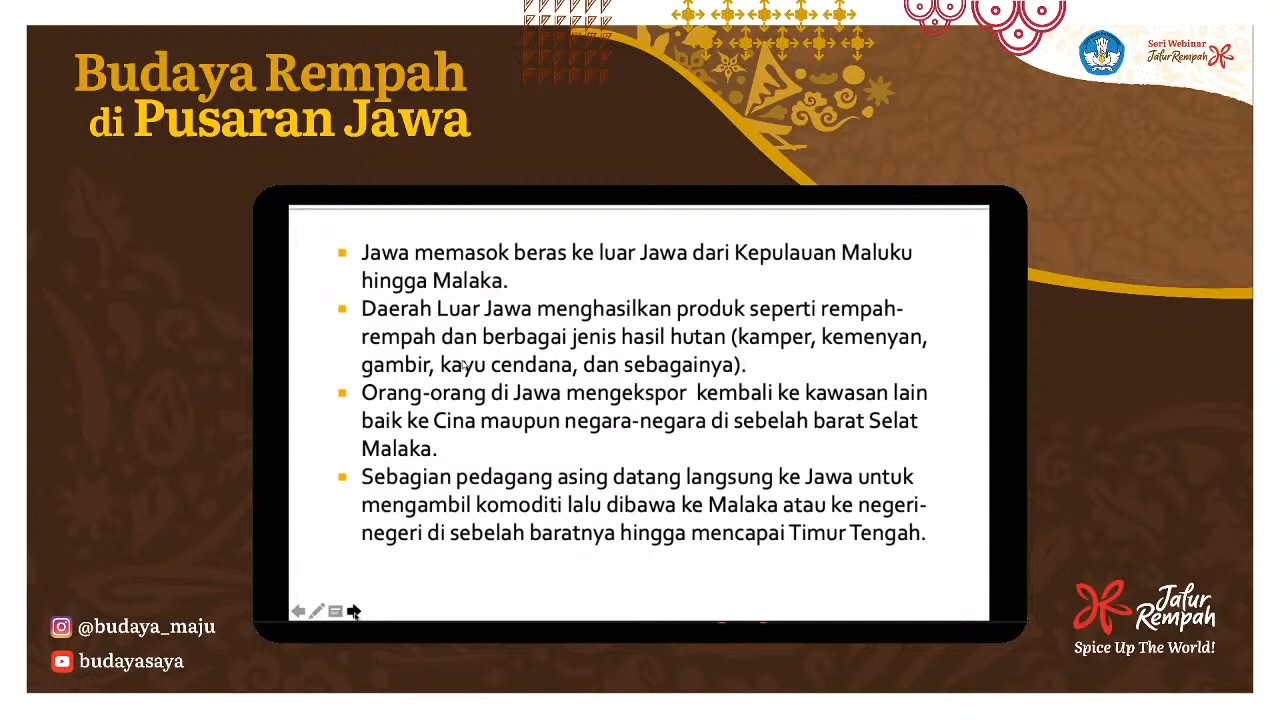 Budaya Rempah
di Pusaran Jawa
Seri Webinar
Jalur Rempah
Jawa memasok beras ke luar Jawa dari Kepulauan Maluku
hingga Malaka.
Daerah Luar Jawa menghasilkan produk seperti rempah-
rempah dan berbagai jenis hasil hutan (kamper, kemenyan,
gambir, kayu cendana, dan sebagainya).
Orang-orang di Jawa mengekspor kembali ke kawasan lain
baik ke Cina maupun negara-negara di sebelah barat Selat
Malaka.
Sebagian pedagang asing datang langsung ke Jawa untuk
mengambil komoditi lalu dibawa ke Malaka atau ke negeri-
negeri di sebelah baratnya hingga mencapai Timur Tengah.
@budaya_maju
budayasaya
Jalur
Rempah
Spice Up The World!